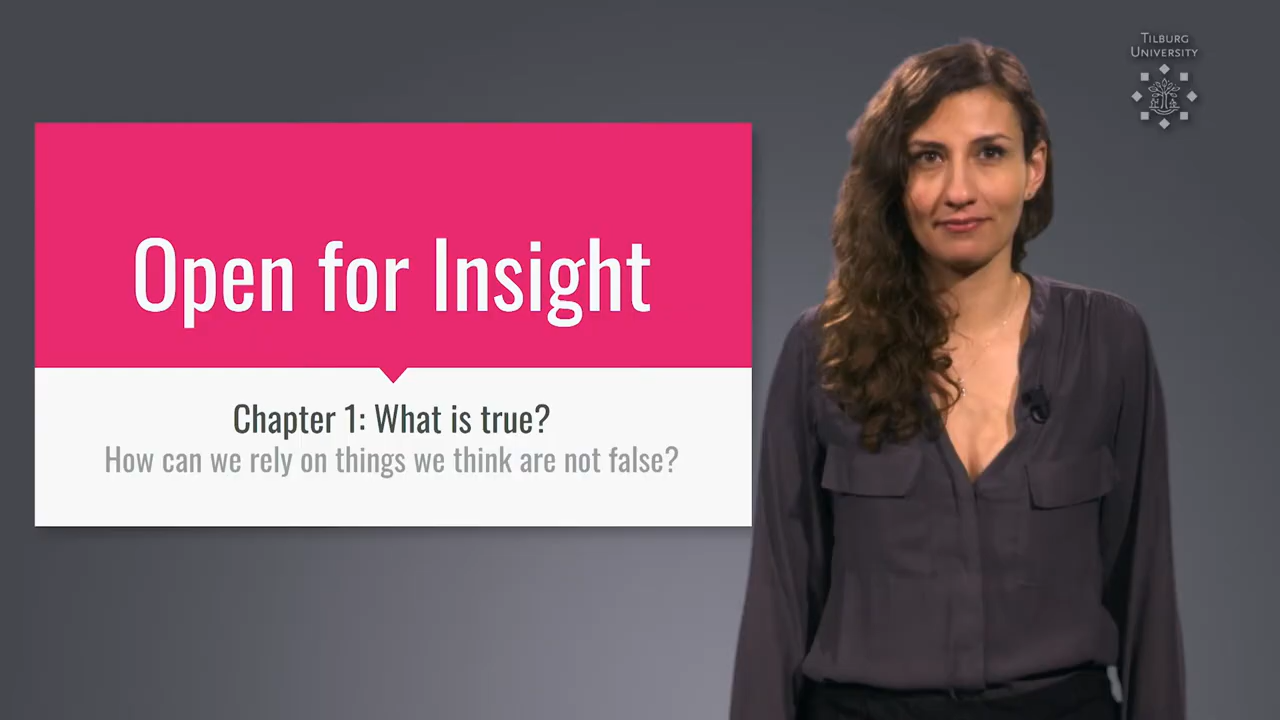 TILBURG
UNIVERSITY
Open for Insight
Chapter 1: What is true?
How can we rely on things we think are not false?